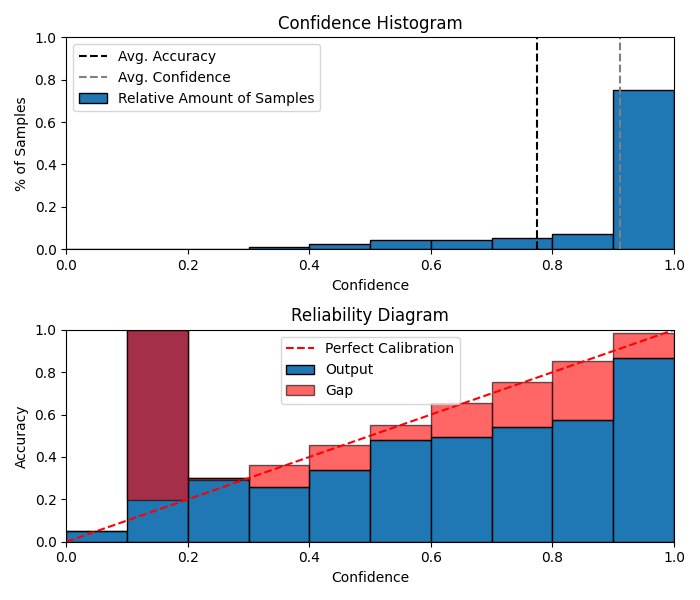 Confidence Histogram
1.0
0.8
0.6
0.4
0.2
0.0
% of Samples
Avg. Accuracy
Avg. Confidence
Relative Amount of Samples
0.0 0.2 0.4 0.6 0.8 1.0
Confidence
Reliability Diagram
1.0
0.8
0.6
0.4
0.2
0.0
Accuracy
Perfect Calibration
Output
Gap
0.0 0.2 0.4 0.6 0.8 1.0
Confidence